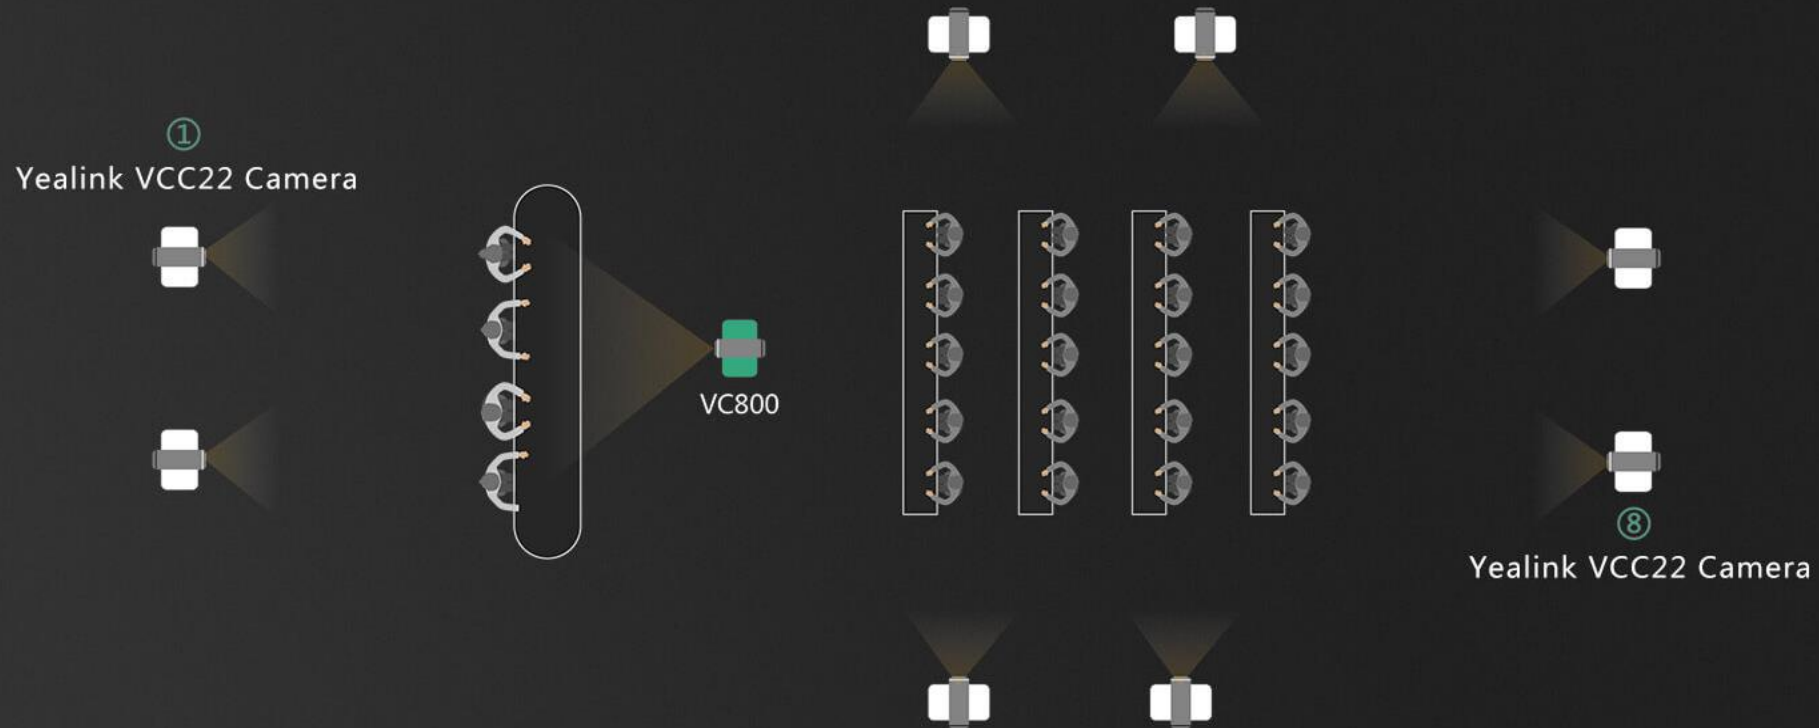 ①
Yealink VCC22 Camera
VC800
⑧
Yealink VCC22 Camera